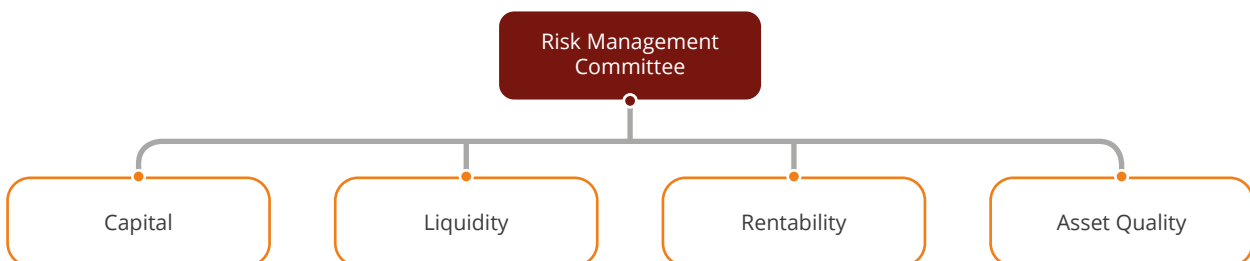 Risk Management
Committee
Capital
Liquidity
Rentability
Asset Quality